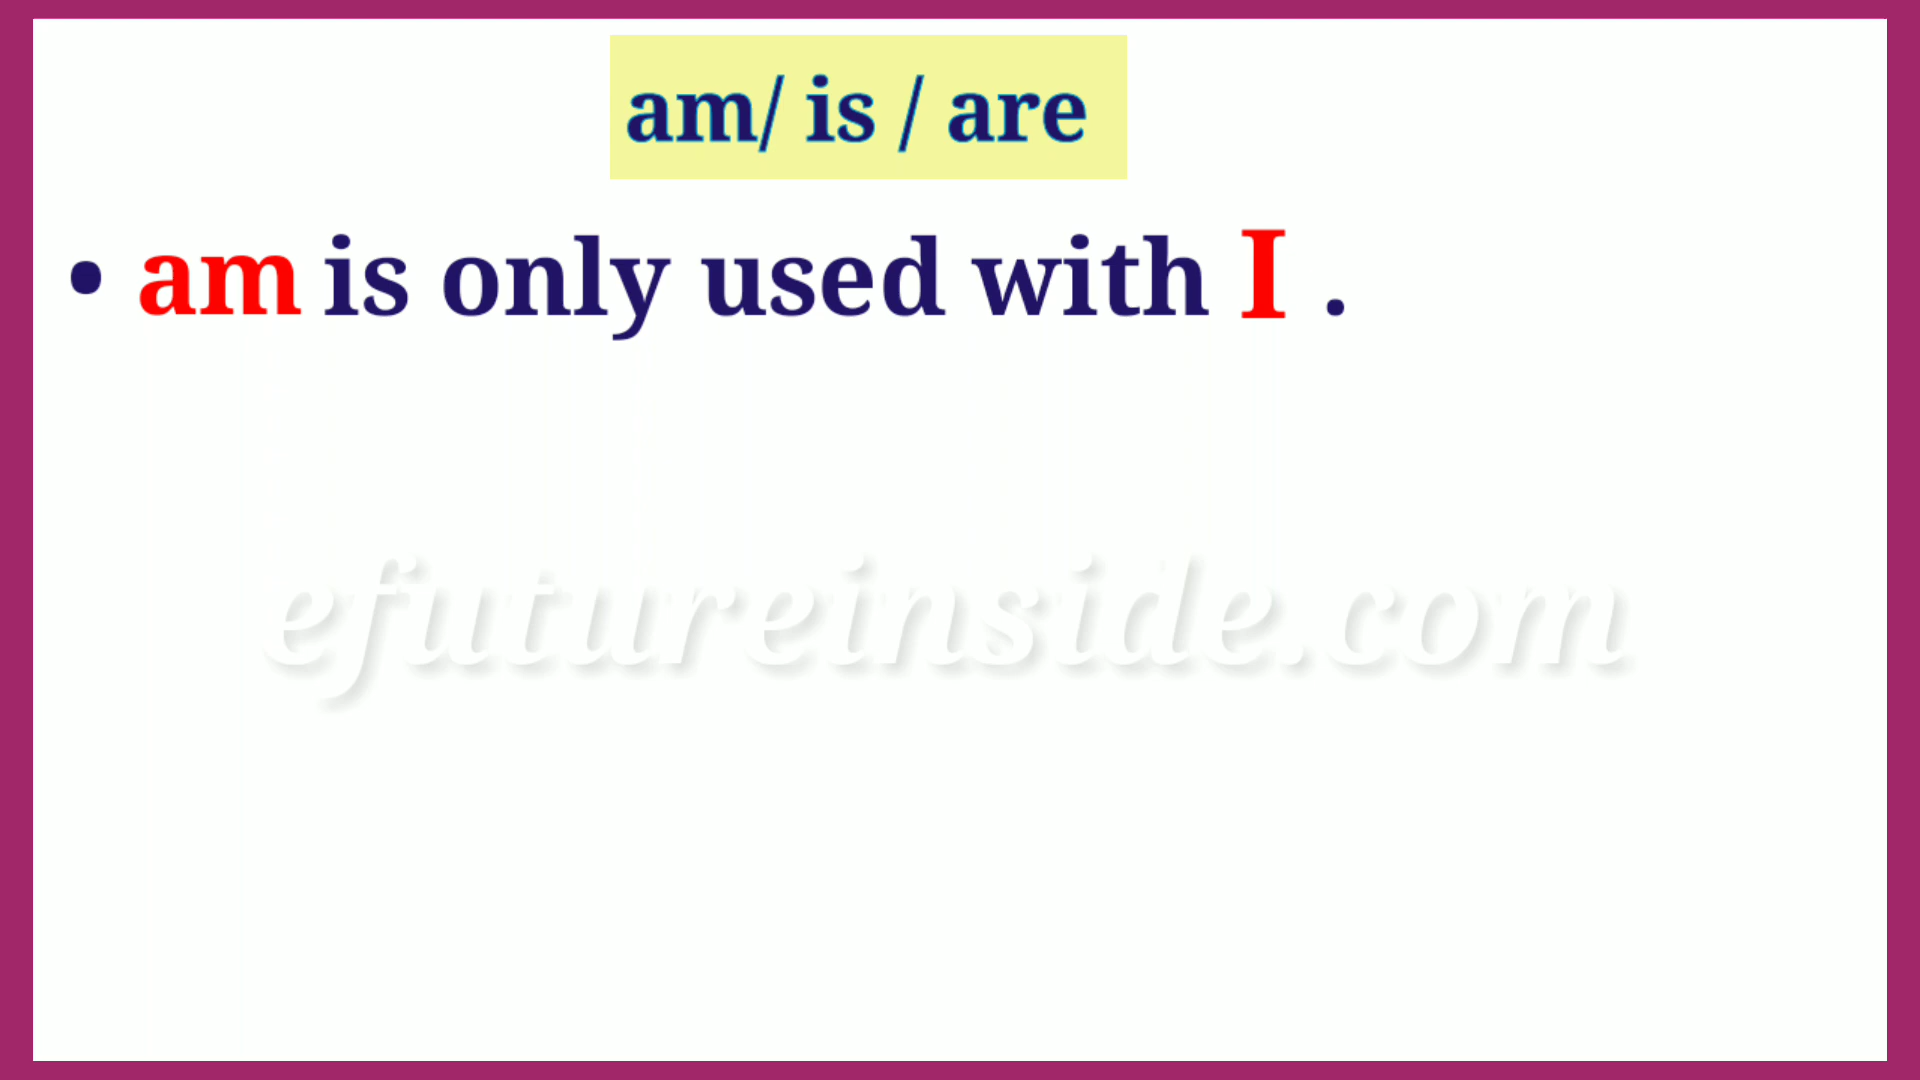 am/ is / are
• am is only used with I .
efutureinside.com